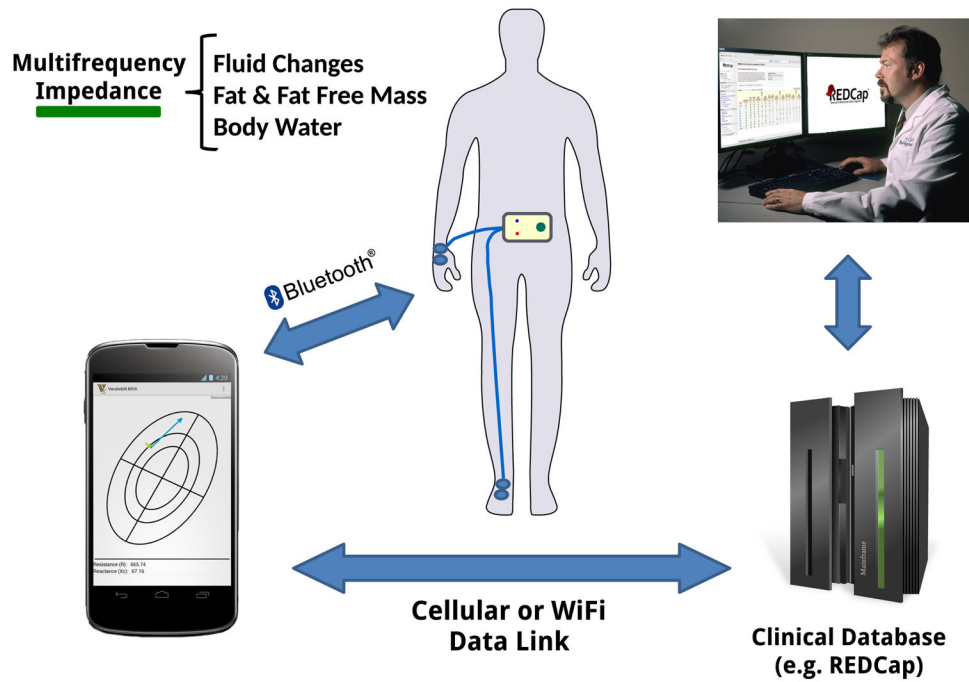 Multifrequency
Impedance
Fluid Changes
Fat & Fat Free Mass
Body Water
REDCap
Bluetooth®
4:20
Vanderbilt BIVA
Resistance (R): 665.74
Reactance (Xc): 67.16
Mainframe
Cellular or WiFi
Data Link
Clinical Database
(e.g. REDCap)